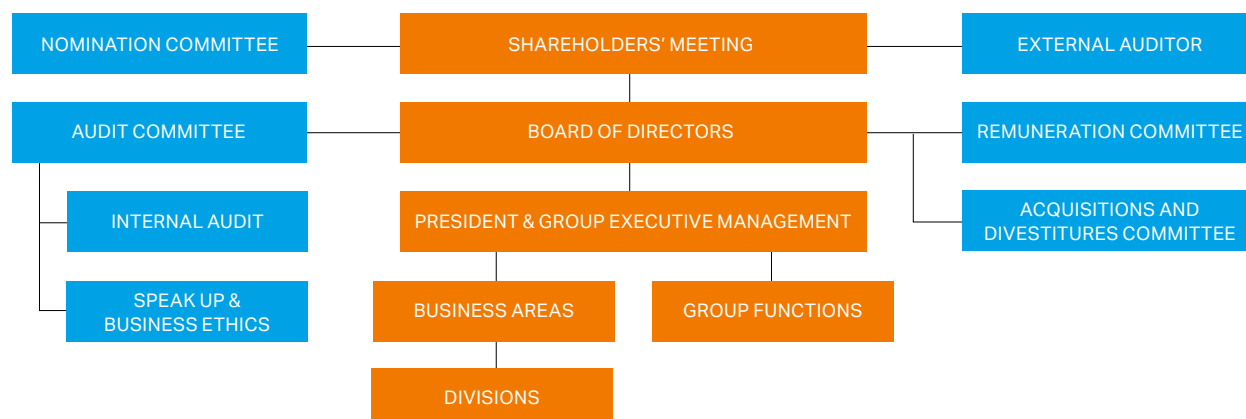 NOMINATION COMMITTEE
SHAREHOLDERS’ MEETING
EXTERNAL AUDITOR
AUDIT COMMITTEE
BOARD OF DIRECTORS
REMUNERATION COMMITTEE
INTERNAL AUDIT
PRESIDENT & GROUP EXECUTIVE MANAGEMENT
ACQUISITIONS AND
DIVESTITURES COMMITTEE
SPEAK UP &
BUSINESS ETHICS
BUSINESS AREAS
GROUP FUNCTIONS
DIVISIONS